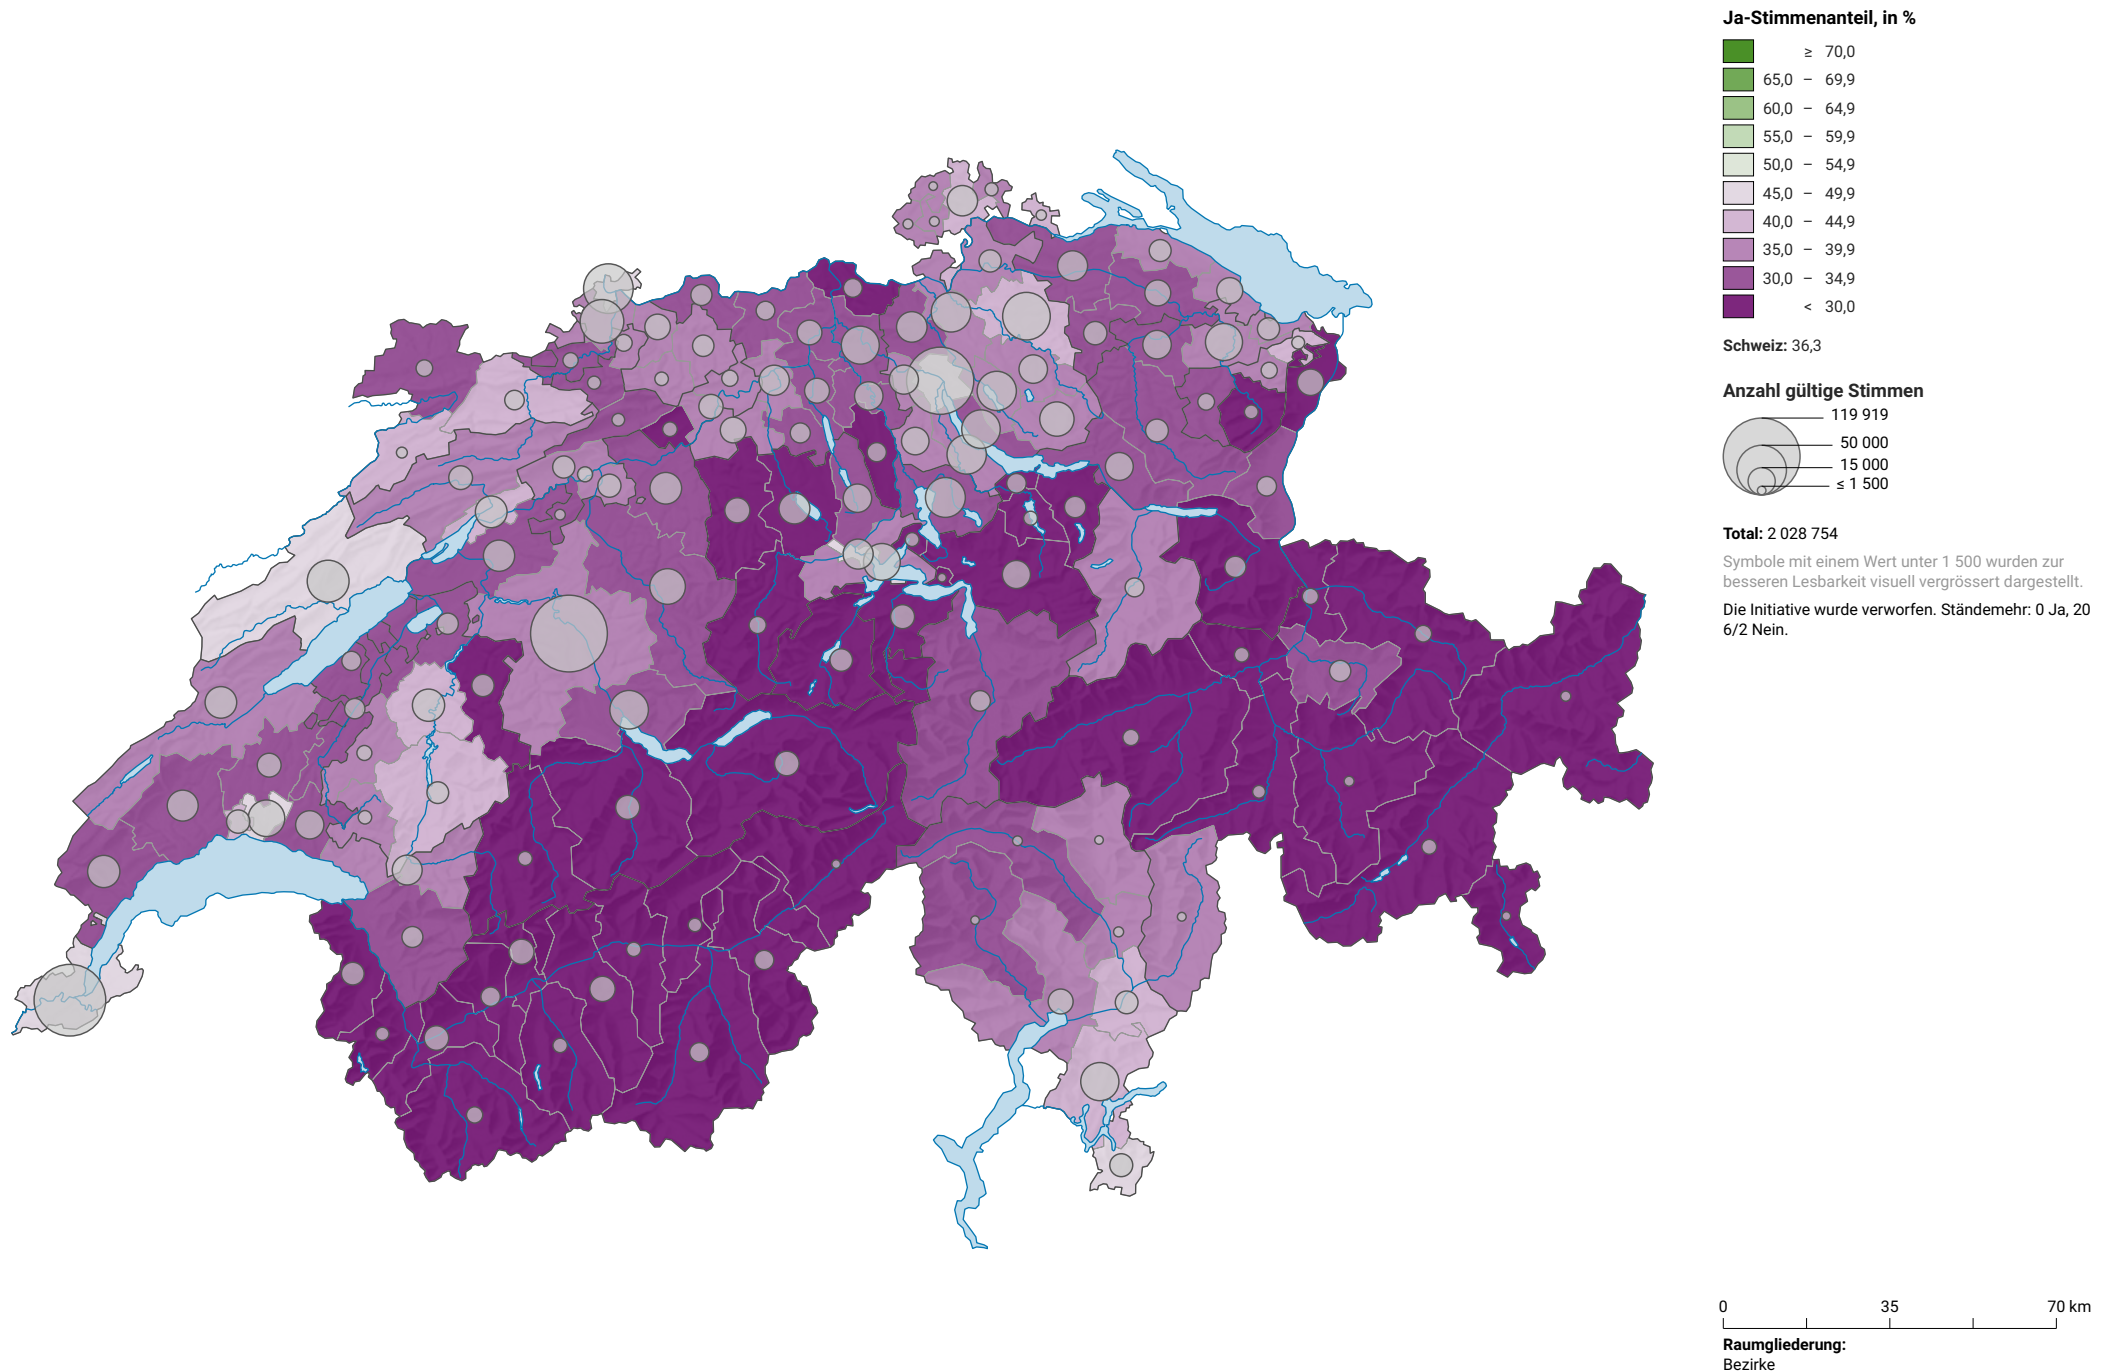 Ja-Stimmenanteil, in %
≥ 70,0
65,0 – 69,9
60,0 – 64,9
55,0 – 59,9
50,0 – 54,9
45,0 – 49,9
40,0 – 44,9
35,0 – 39,9
30,0 – 34,9
< 30,0
Schweiz: 36,3
Anzahl gültige Stimmen
119 919
50 000
15 000
≤ 1 500
Total: 2 028 754
Symbole mit einem Wert unter 1 500 wurden zur
besseren Lesbarkeit visuell vergrössert dargestellt.
Die Initiative wurde verworfen. Ständemehr: 0 Ja, 20
6/2 Nein.
0 35 70 km
Raumgliederung:
Bezirke